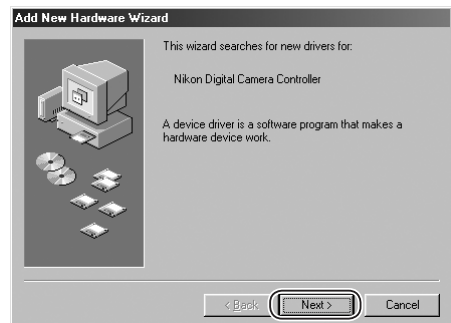 Add New Hardware Wizard
This wizard searches for new drivers for:
Nikon Digital Camera Controller
A device driver is a software program that makes a
hardware device work.
< Back
Next >
Cancel